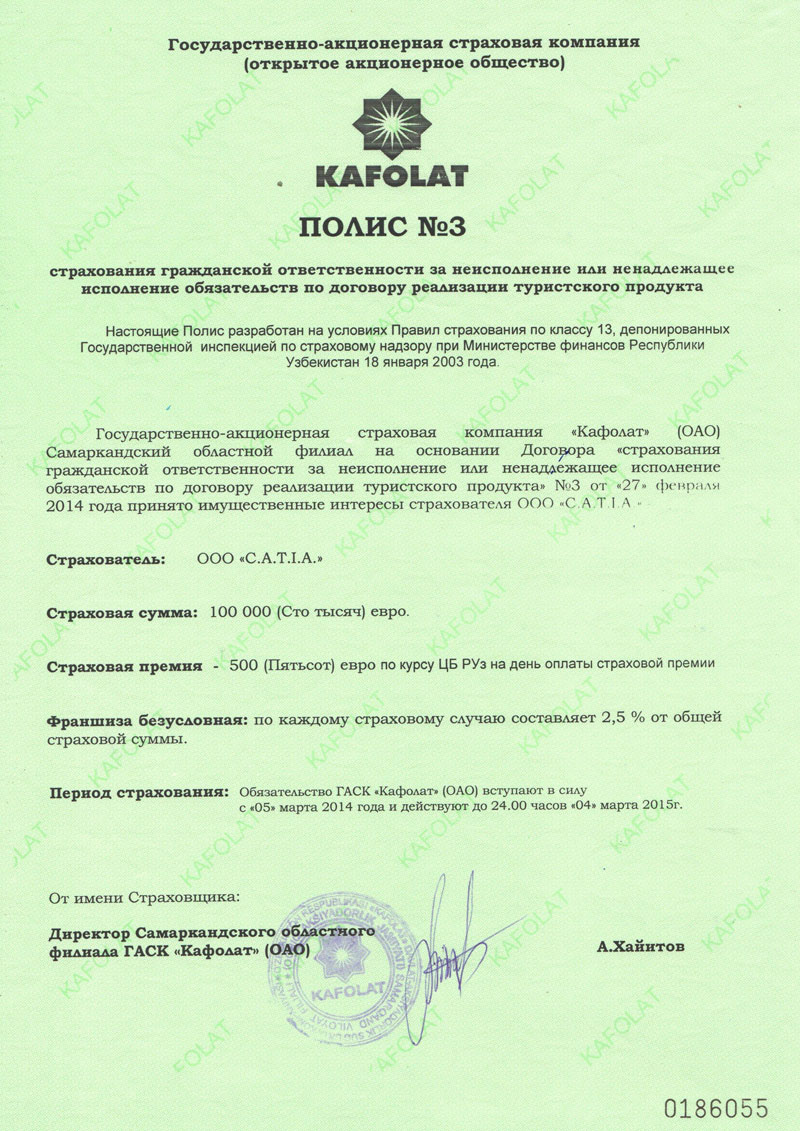 Государственно-акционерная страховая компания
(открытое акционерное общество)
KAFOLAT
ПОЛИС №3
страхования гражданской ответственности за неисполнение или ненадлежащее
исполнение обязательств по договору реализации туристского продукта
Настоящие Полис разработан на условиях Правил страхования по классу 13, депонированных
Государственной инспекцией по страховому надзору при Министерстве финансов Республики
Узбекистан 18 января 2003 года.
Государственно-акционерная страховая компания «Кафолат» (ОАО)
Самаркандский областной филиал на основании Договора «страхования
гражданской ответственности за неисполнение или ненадлежащее исполнение
обязательств по договору реализации туристского продукта» №3 от «27» февраля
2014 года принято имущественные интересы страхователя ООО «С.А.Т.I.А.»
Страхователь: ООО «С.А.Т.I.А.»
Страховая сумма: 100 000 (Сто тысяч) евро.
Страховая премия - 500 (Пятьсот) евро по курсу ЦБ РУз на день оплаты страховой премии
Франшиза безусловная: по каждому страховому случаю составляет 2,5 % от общей
страховой суммы.
Период страхования: Обязательство ГАСК «Кафолат» (ОАО) вступают в силу
с «05» марта 2014 года и действуют до 24.00 часов «04» марта 2015г.
От имени Страховщика:
Директор Самаркандского областного
филиала ГАСК «Кафолат» (ОАО)
А.Хаитов
KAFOLAT
0186055